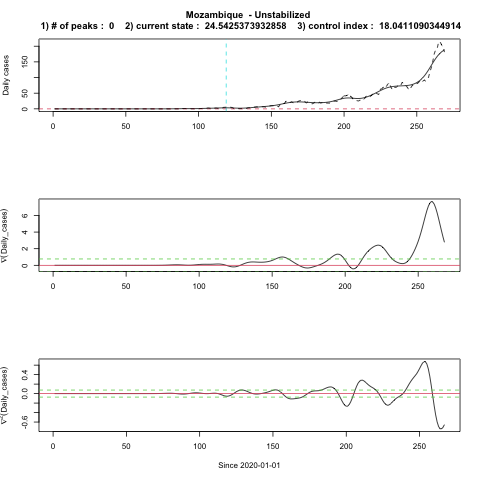 Mozambique - Unstabilized
1) # of peaks : 0 2) current state : 24.5425373932858 3) control index : 18.0411090344914
Daily cases
0 50 150
0 50 100 150 200 250
∇(Daily_cases)
0 2 4 6
0 50 100 150 200 250
∇²(Daily_cases)
-0.6 0.0 0.4
0 50 100 150 200 250
Since 2020-01-01